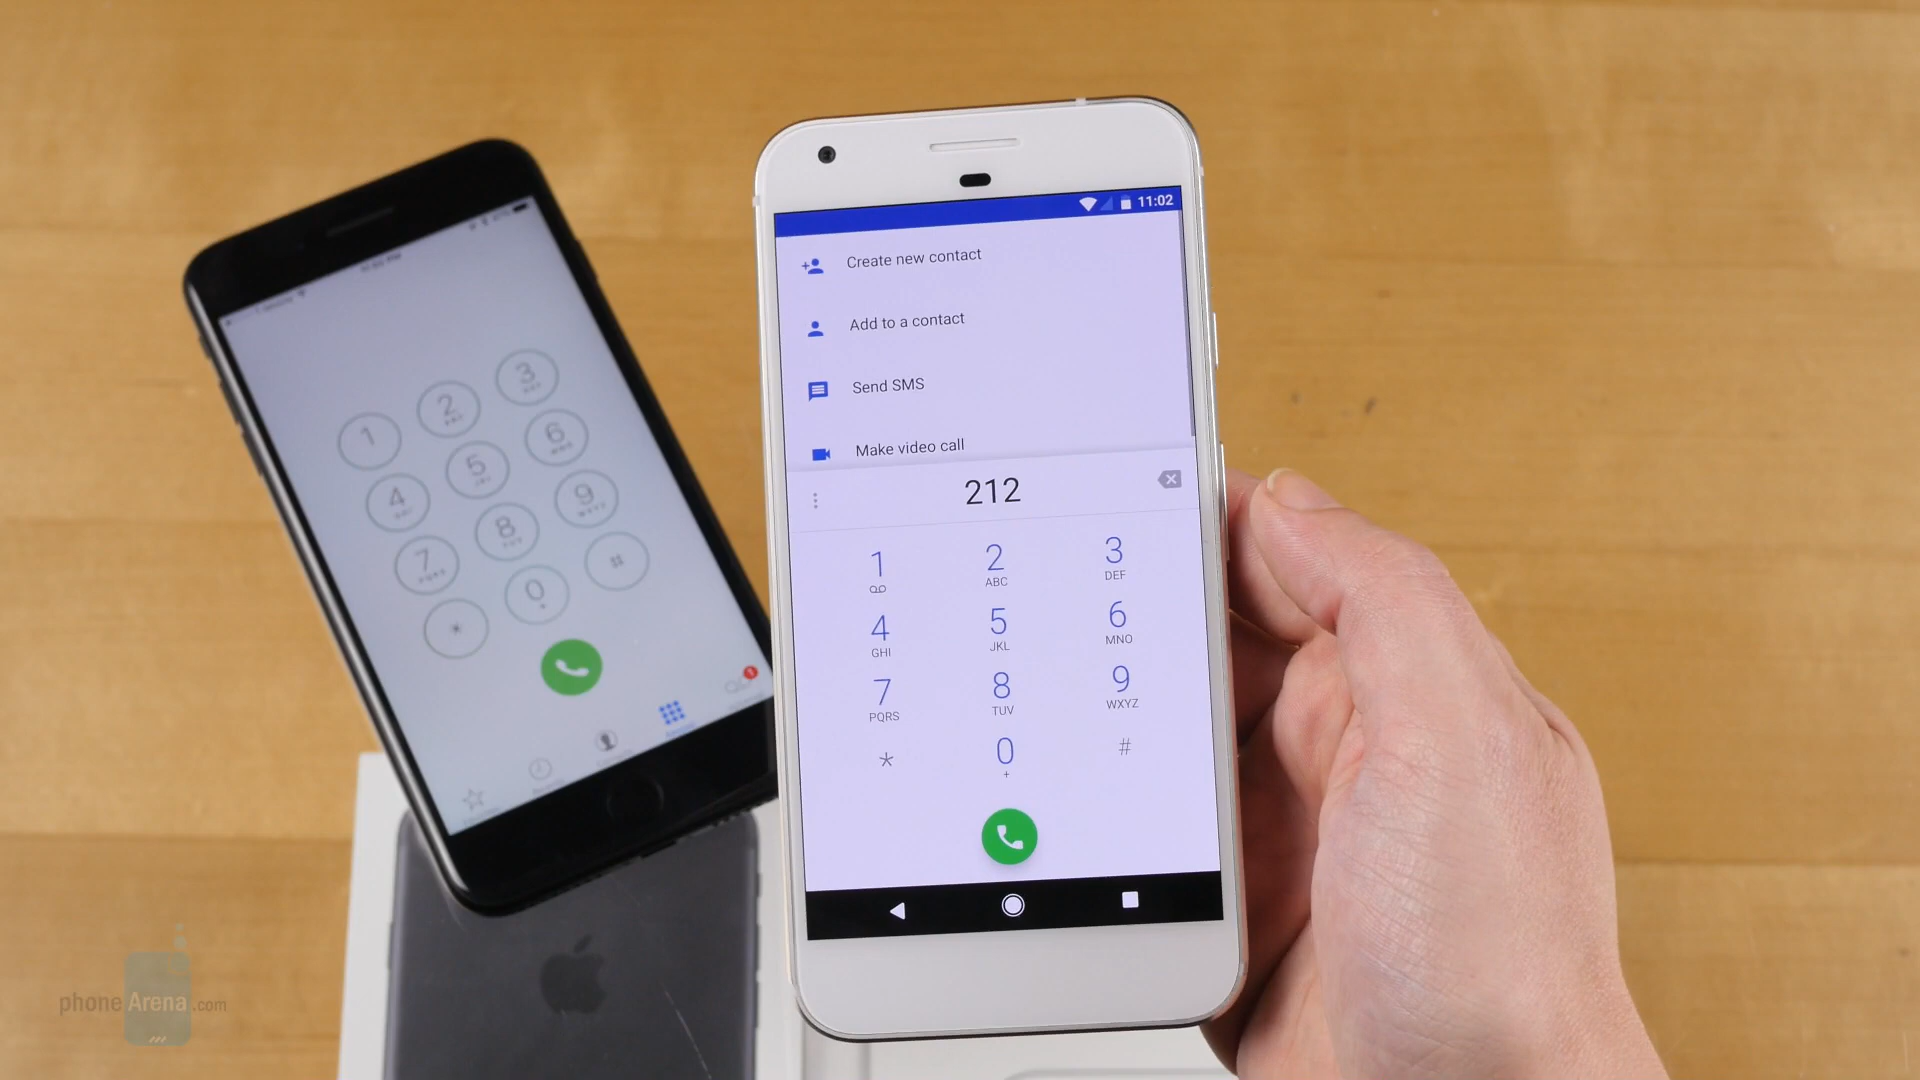 11:02
Create new contact
Add to a contact
Send SMS
Make video call
212
1
2
ABC
3
DEF
4
GHI
5
JKL
6
MNO
7
PQRS
8
TUV
9
WXYZ
*
0
+
#
1
2
3
4
5
6
7
8
9
*
0
#
1
phoneArena.com